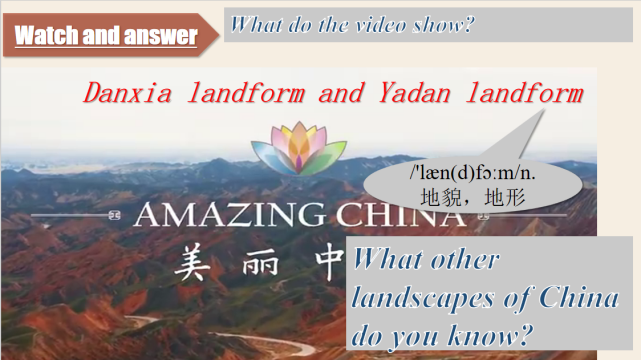 Watch and answer
What do the video show?
Danxia landform and Yadan landform
/'læn(d)fɔːm/n.
地貌，地形
AMAZING CHINA
美 丽 中
What other
landscapes of China
do you know?